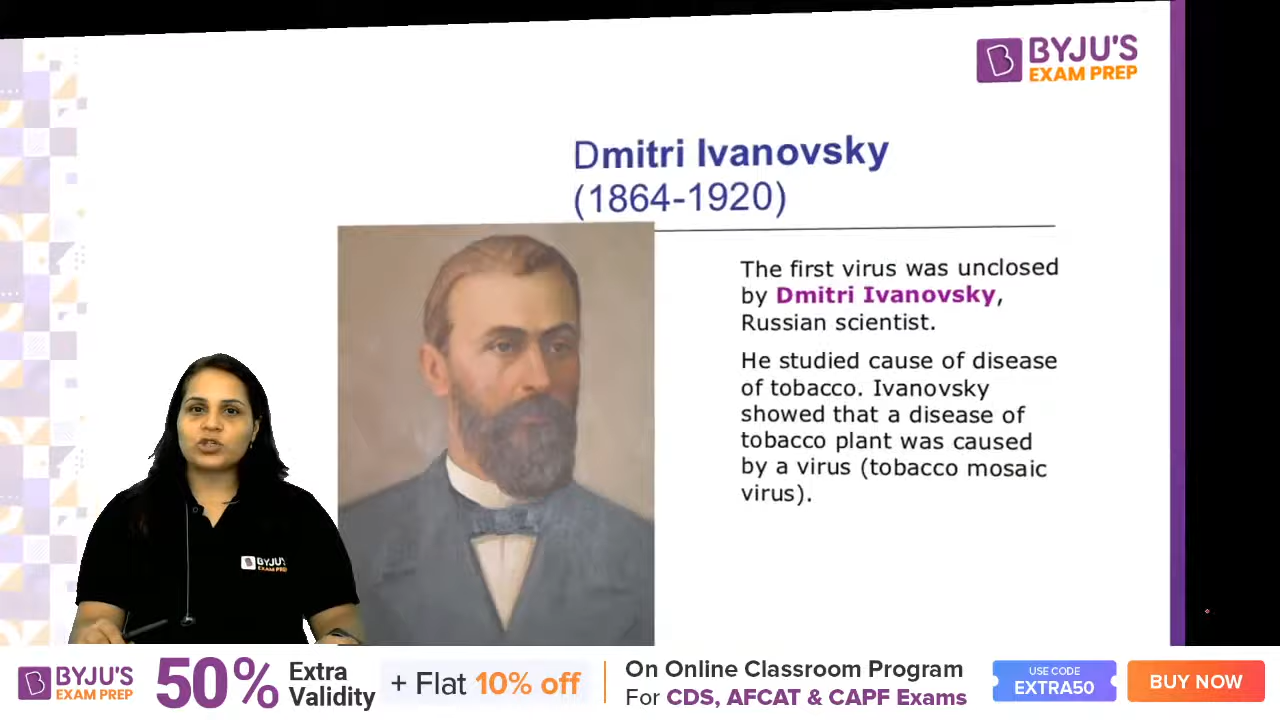 BYJU'S
EXAM PREP
Dmitri Ivanovsky
(1864-1920)
The first virus was unclosed
by Dmitri Ivanovsky,
Russian scientist.
He studied cause of disease
of tobacco. Ivanovsky
showed that a disease of
tobacco plant was caused
by a virus (tobacco mosaic
virus).
BYJU'S
EXAM PREP
BYJU'S
EXAM PREP
50% Extra
Validity
+ Flat 10% off
On Online Classroom Program
For CDS, AFCAT & CAPF Exams
USE CODE
EXTRA50
BUY NOW